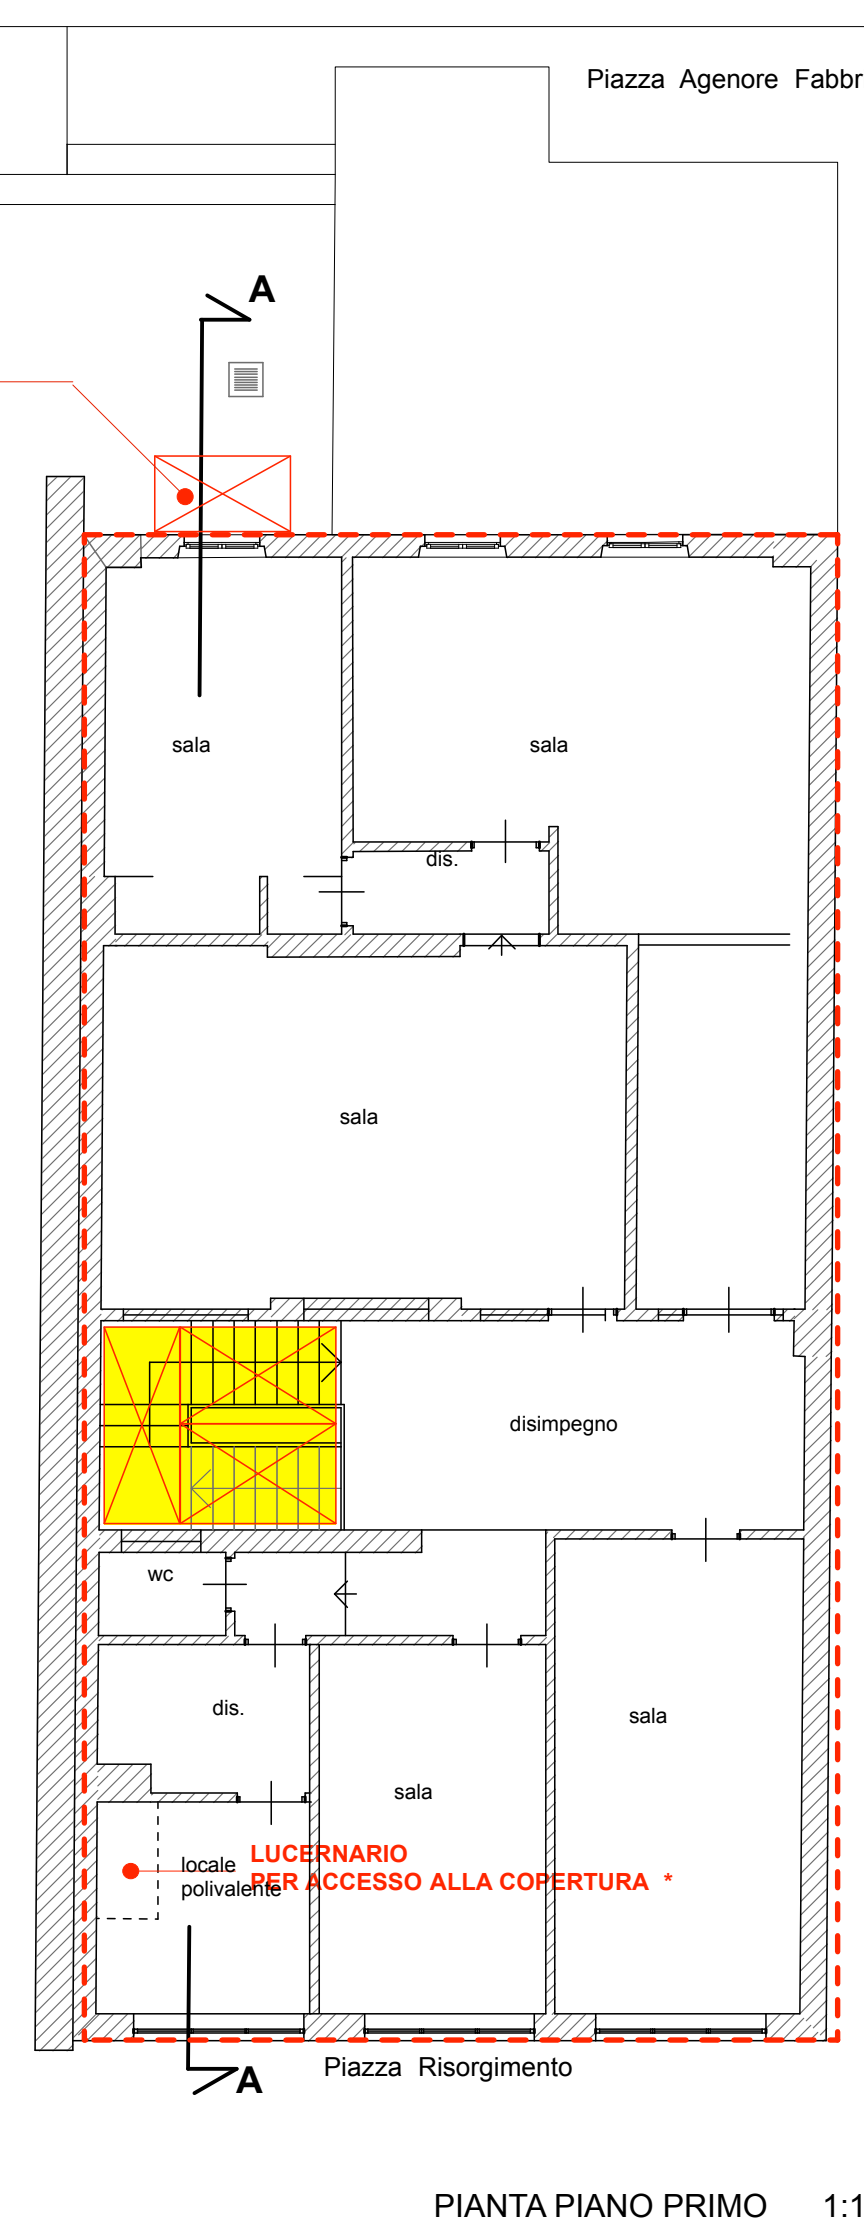 Piazza Agenore Fabbr
A
sala
sala
dis.
sala
disimpegno
wc
dis.
sala
sala
LUCERNARIO
PER ACCESSO ALLA COPERTURA *
locale
polivalente
A
Piazza Risorgimento
PIANTA PIANO PRIMO 1:1